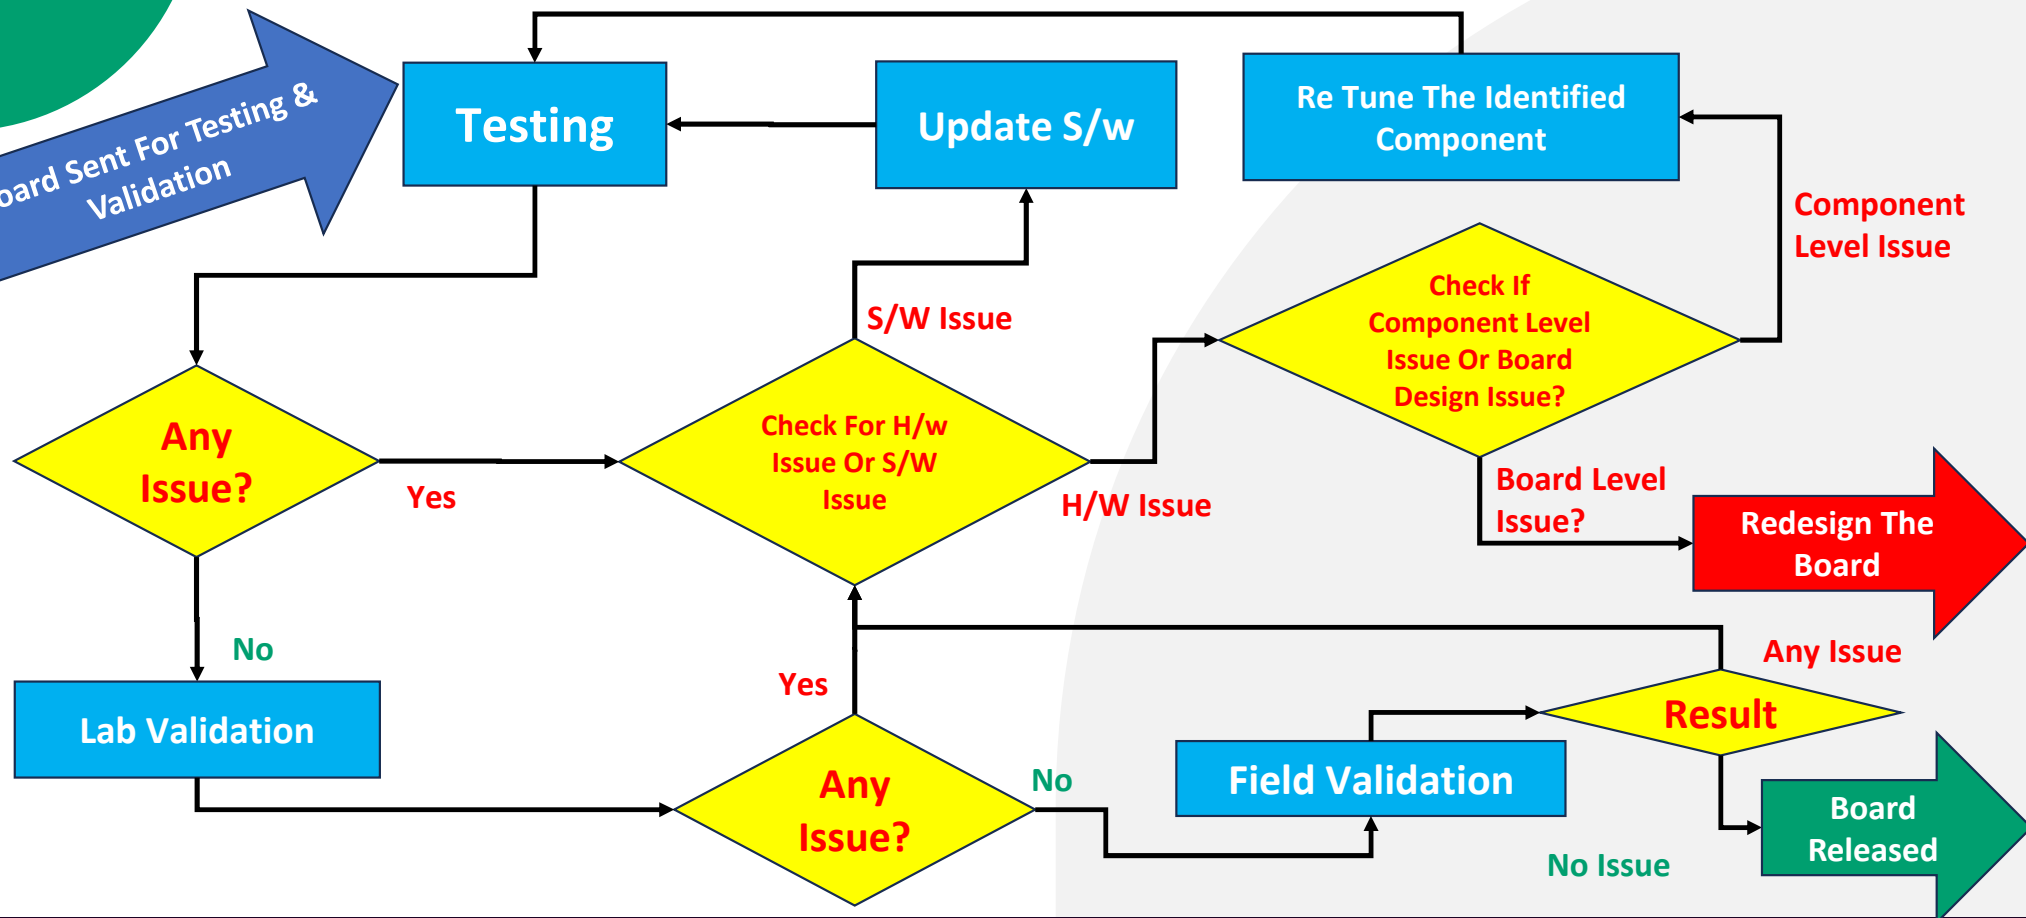 Sent For Testing &
Validation
Testing
Update S/w
Re Tune The Identified
Component
Component
Level Issue
S/W Issue
Check If
Component Level
Issue Or Board
Design Issue?
Any
Issue?
Yes
Check For H/w
Issue Or S/W
Issue
H/W Issue
Board Level
Issue?
Redesign The
Board
No
Lab Validation
Yes
Any
Issue?
No
Field Validation
Any Issue
Result
No Issue
Board
Released